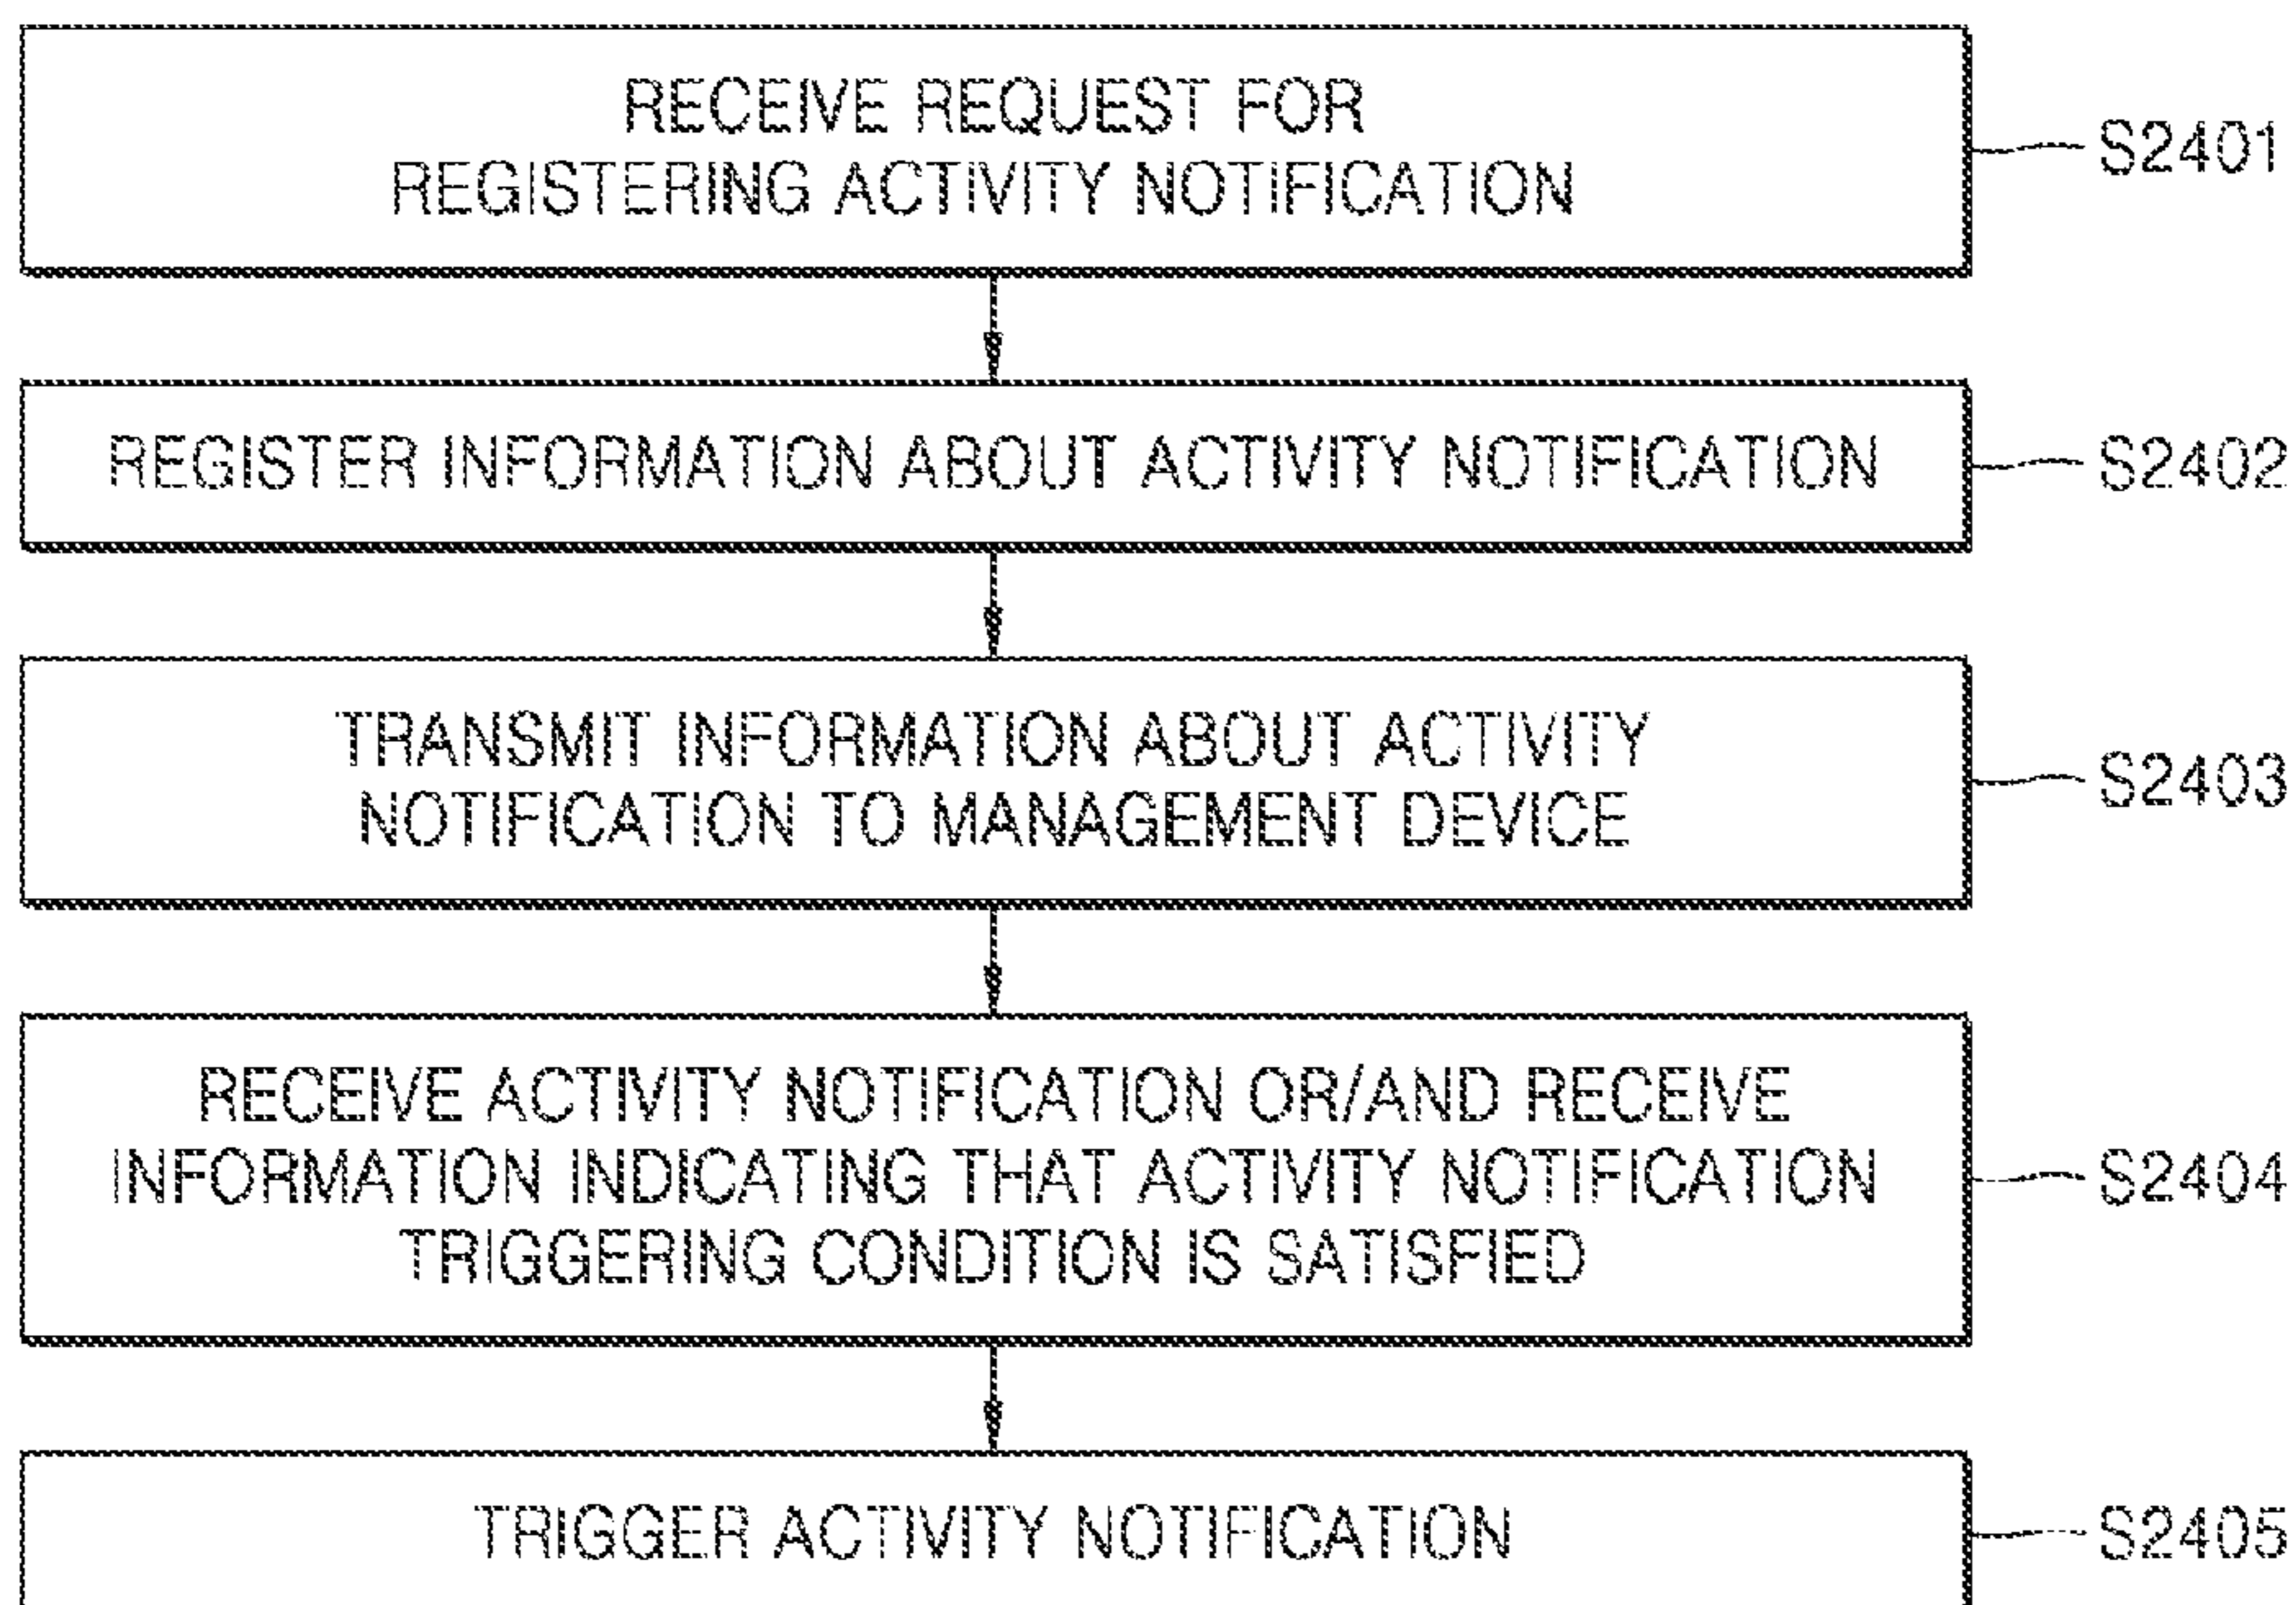 RECEIVE REQUEST FOR
REGISTERING ACTIVITY NOTIFICATION
S2401
REGISTER INFORMATION ABOUT ACTIVITY NOTIFICATION
S2402
TRANSMIT INFORMATION ABOUT ACTIVITY
NOTIFICATION TO MANAGEMENT DEVICE
S2403
RECEIVE ACTIVITY NOTIFICATION OR/AND RECEIVE
INFORMATION INDICATING THAT ACTIVITY NOTIFICATION
TRIGGERING CONDITION IS SATISFIED
S2404
TRIGGER ACTIVITY NOTIFICATION
S2405